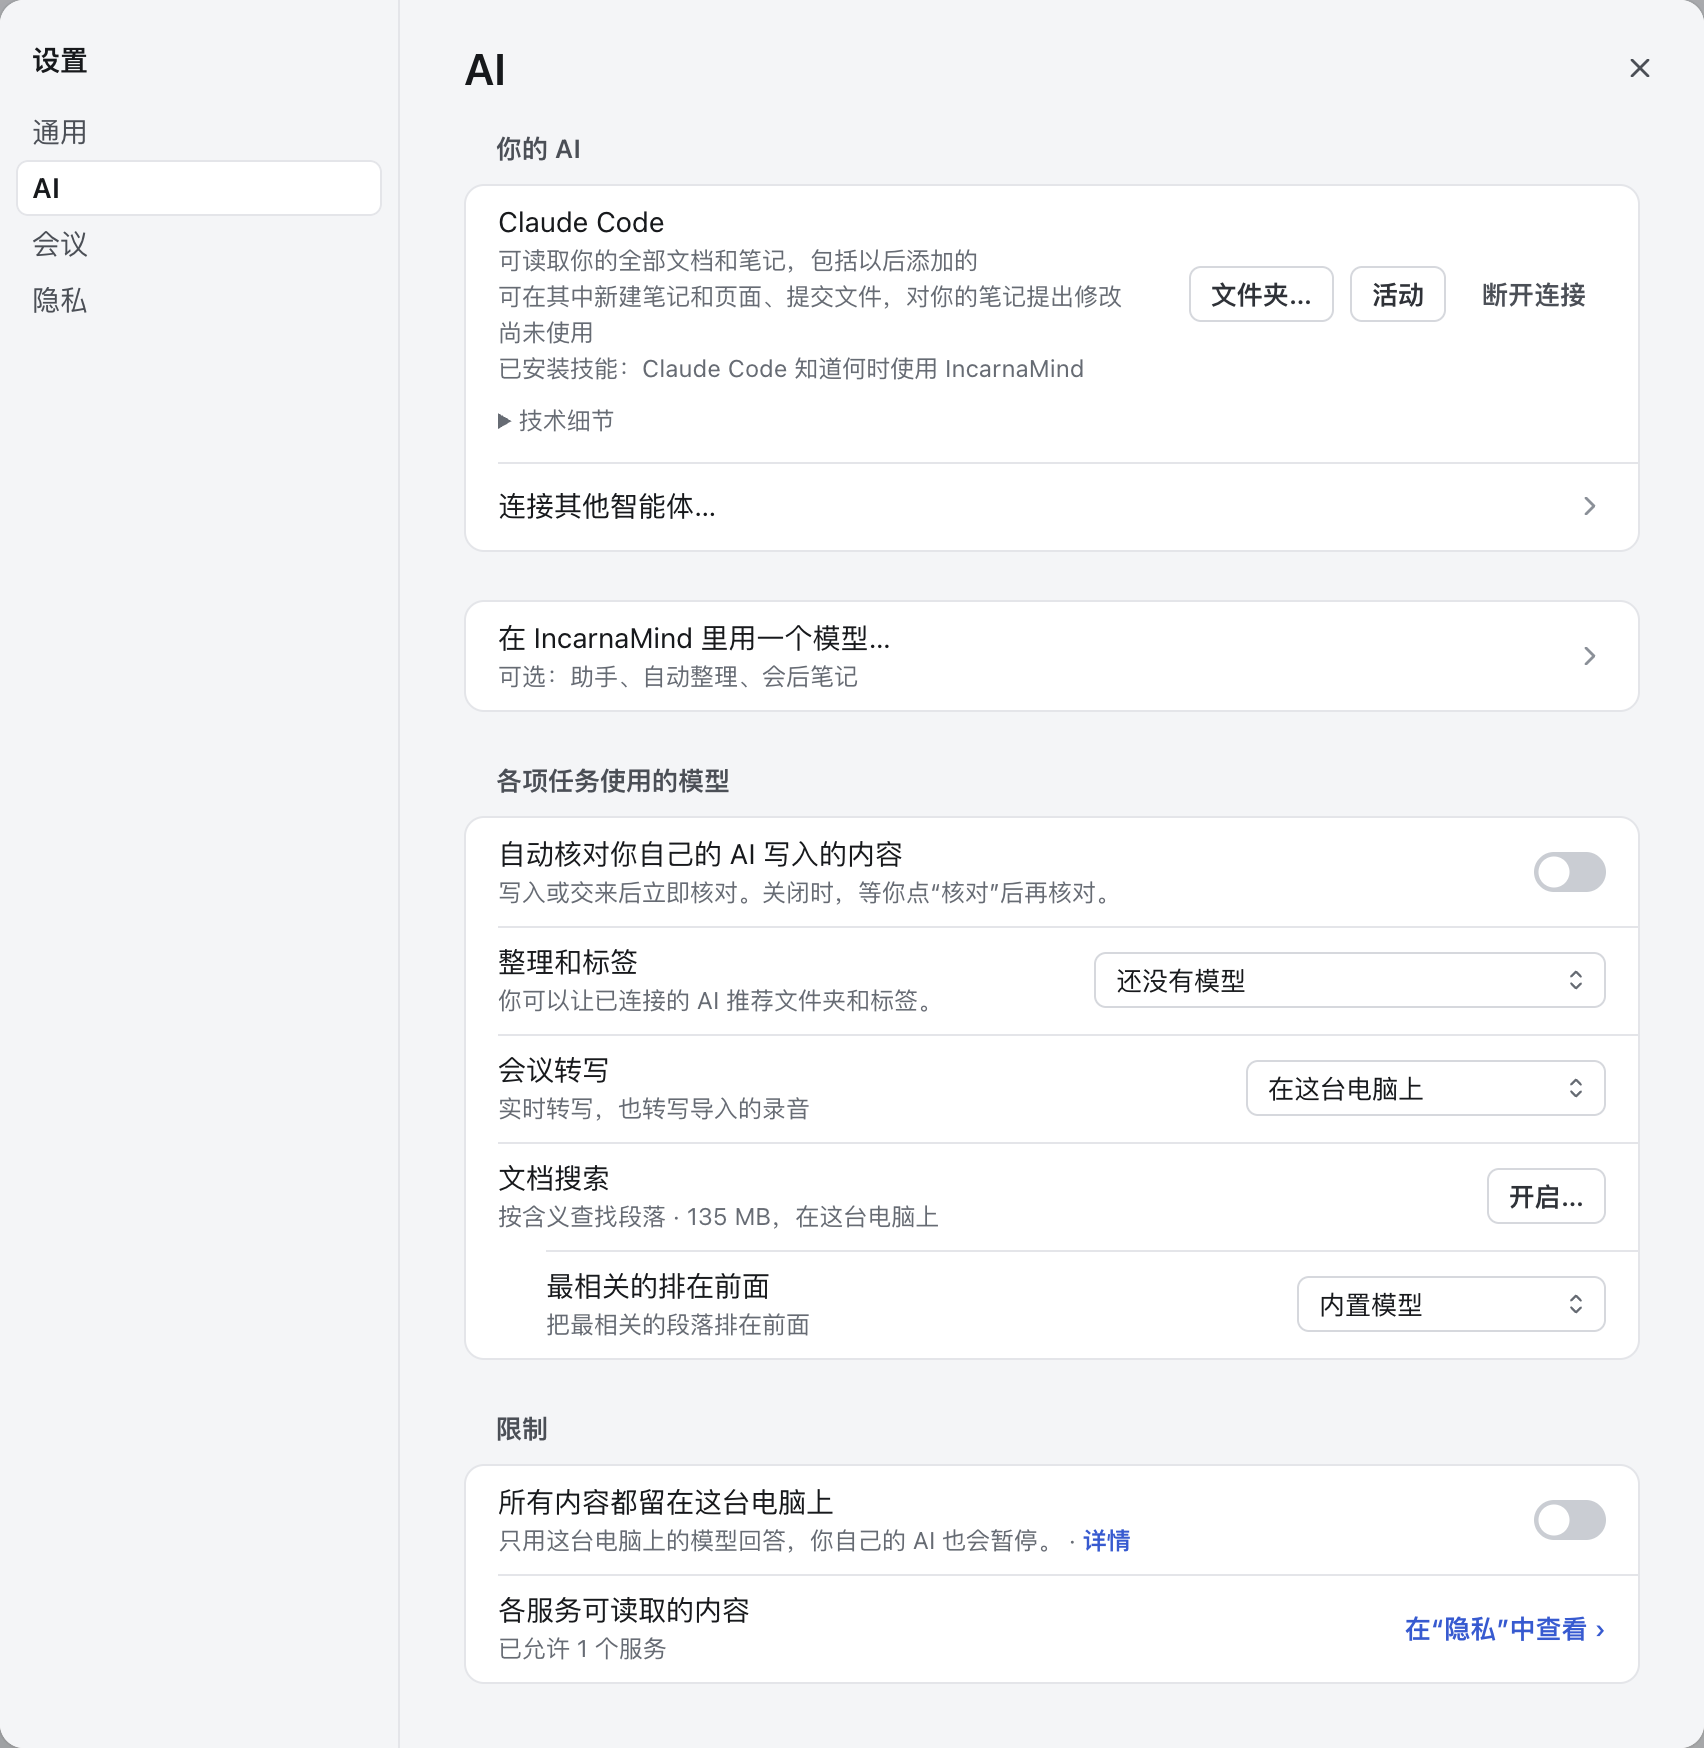 设置
通用
AI
会议
隐私
AI
你的 AI
Claude Code
可读取你的全部文档和笔记，包括以后添加的
可在其中新建笔记和页面、提交文件，对你的笔记提出修改
尚未使用
已安装技能：Claude Code 知道何时使用 IncarnaMind
文件夹...
活动
断开连接
技术细节
连接其他智能体...
在 IncarnaMind 里用一个模型...
可选：助手、自动整理、会后笔记
各项任务使用的模型
自动核对你自己的 AI 写入的内容
写入或交来后立即核对。关闭时，等你点“核对”后再核对。
整理和标签
你可以让已连接的 AI 推荐文件夹和标签。
还没有模型
会议转写
实时转写，也转写导入的录音
在这台电脑上
文档搜索
按含义查找段落 · 135 MB，在这台电脑上
开启...
最相关的排在前面
把最相关的段落排在前面
内置模型
限制
所有内容都留在这台电脑上
只用这台电脑上的模型回答，你自己的 AI 也会暂停。 · 详情
各服务可读取的内容
已允许 1 个服务
在“隐私”中查看 ›